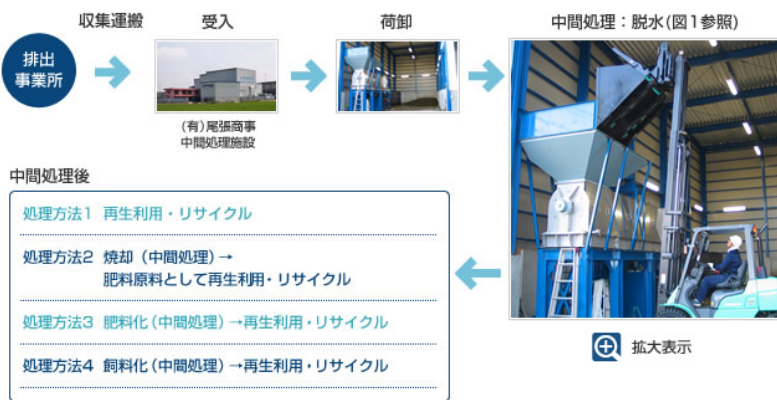 収集運搬
受入
荷卸
中間処理：脱水(図1参照)
排出
事業所
(有)尾張商事
中間処理施設
中間処理後
処理方法1 再生利用・リサイクル
処理方法2 焼却（中間処理）→
肥料原料として再生利用・リサイクル
処理方法3 肥料化（中間処理）→再生利用・リサイクル
処理方法4 飼料化（中間処理）→再生利用・リサイクル
拡大表示